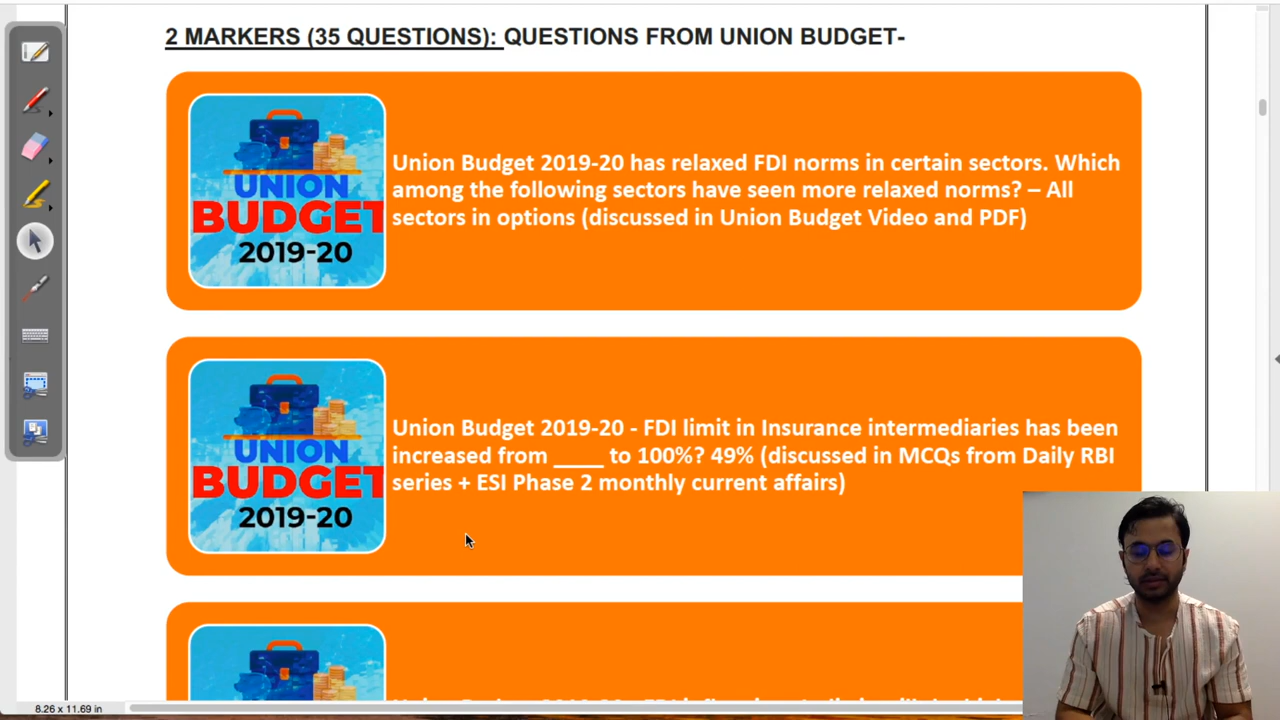 2 MARKERS (35 QUESTIONS): QUESTIONS FROM UNION BUDGET-
UNION
BUDGET
2019-20
Union Budget 2019-20 has relaxed FDI norms in certain sectors. Which
among the following sectors have seen more relaxed norms? – All
sectors in options (discussed in Union Budget Video and PDF)
UNION
BUDGET
2019-20
Union Budget 2019-20 - FDI limit in Insurance intermediaries has been
increased from ____ to 100%? 49% (discussed in MCQs from Daily RBI
series + ESI Phase 2 monthly current affairs)
8.26 x 11.69 in